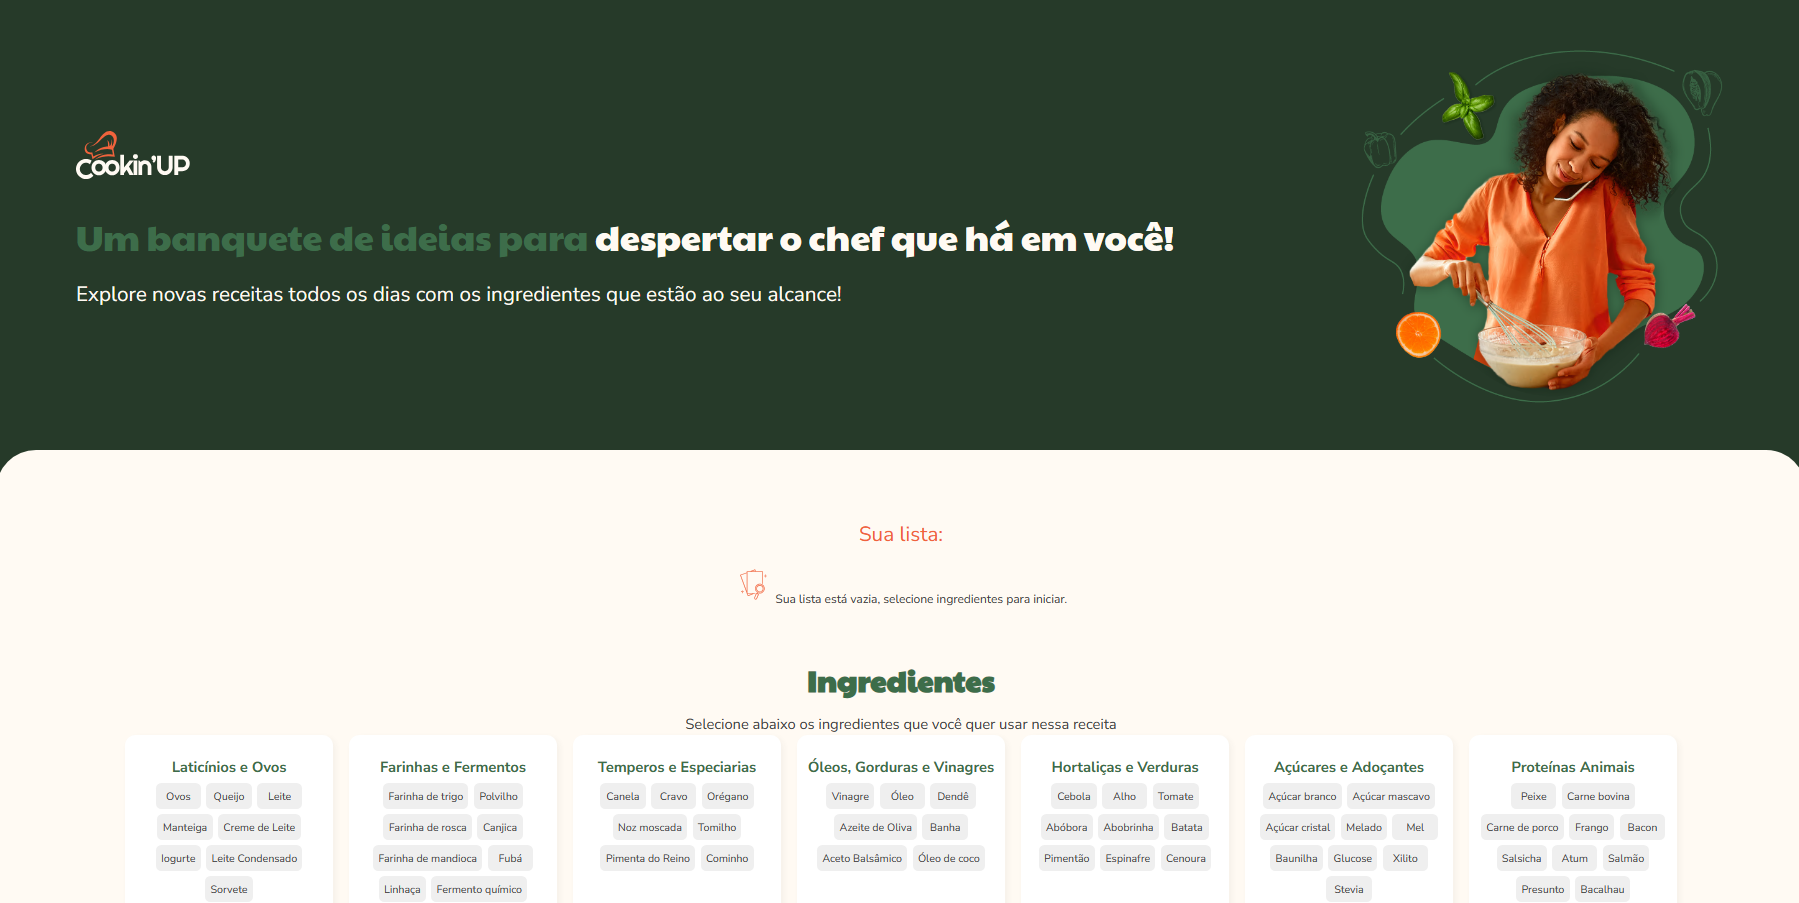 Cookin'UP
Um banquete de ideias para despertar o chef que há em você!
Explore novas receitas todos os dias com os ingredientes que estão ao seu alcance!
Sua lista:
Sua lista está vazia, selecione ingredientes para iniciar.
Ingredientes
Selecione abaixo os ingredientes que você quer usar nessa receita
Laticínios e Ovos
Ovos Queijo Leite
Manteiga Creme de Leite
Iogurte Leite Condensado
Sorvete
Farinhas e Fermentos
Farinha de trigo Polvilho
Farinha de rosca Canjica
Farinha de mandioca Fubá
Linhaça Fermento químico
Temperos e Especiarias
Canela Cravo Orégano
Noz moscada Tomilho
Pimenta do Reino Cominho
Óleos, Gorduras e Vinagres
Vinagre Óleo Dendê
Azeite de Oliva Banha
Aceto Balsâmico Óleo de coco
Hortaliças e Verduras
Cebola Alho Tomate
Abóbora Abobrinha Batata
Pimentão Espinafre Cenoura
Açúcares e Adoçantes
Açúcar branco Açúcar mascavo
Açúcar cristal Melado Mel
Baunilha Glucose Xilito
Stevia
Proteínas Animais
Peixe Carne bovina
Carne de porco Frango Bacon
Salsicha Atum Salmão
Presunto Bacalhau